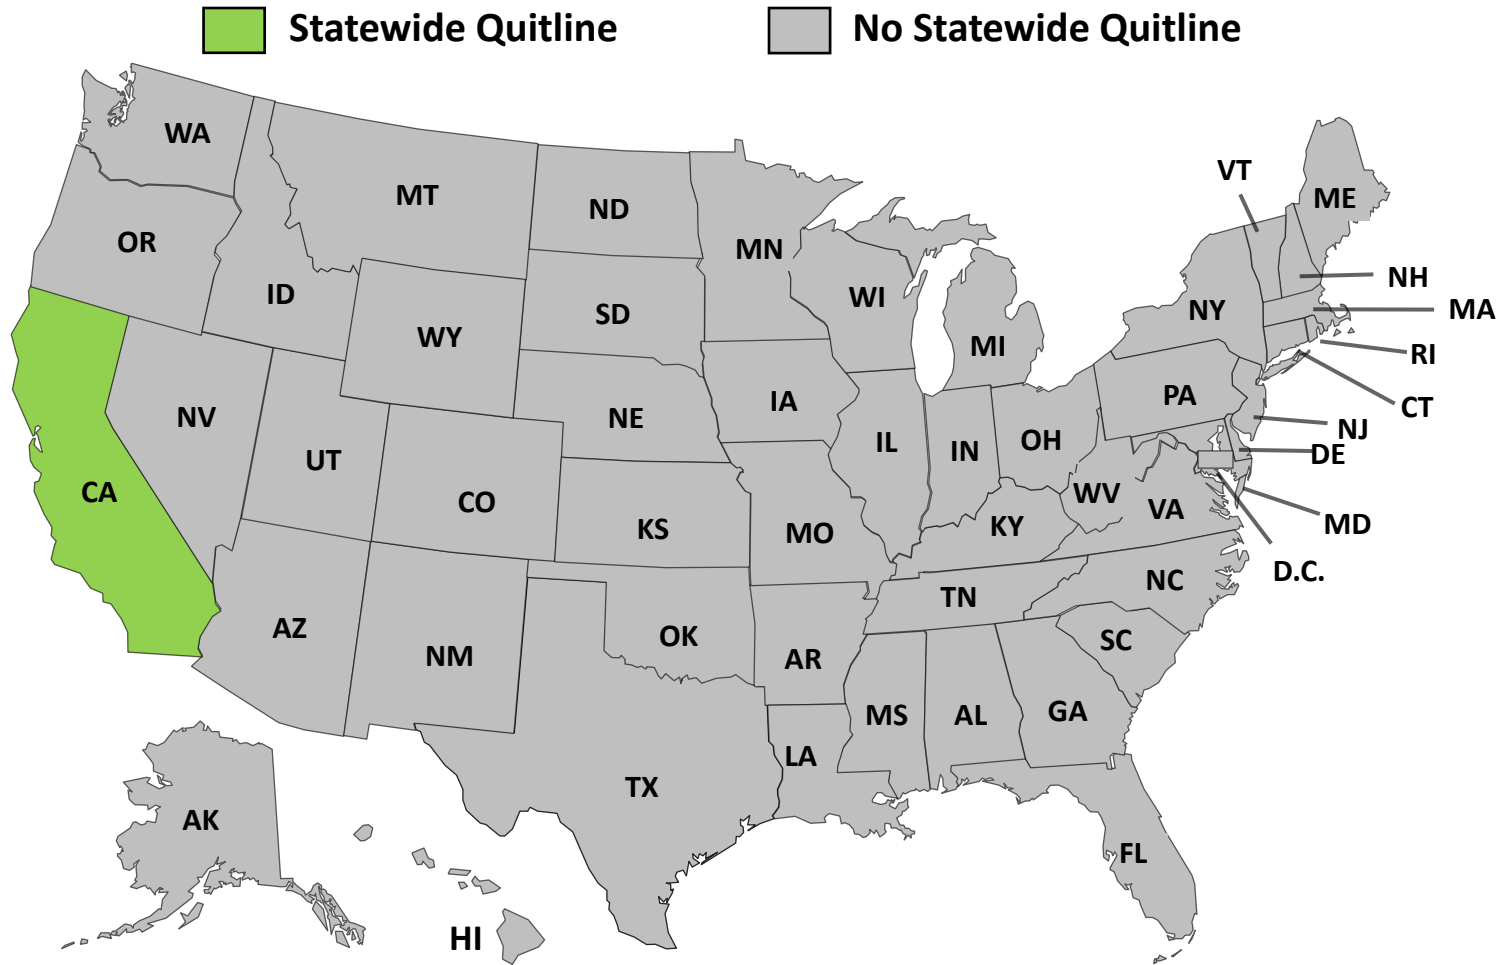 Statewide Quitline
No Statewide Quitline
WA
MT
ND
MN
VT
ME
OR
ID
SD
WI
NH
WY
NY
MA
MI
RI
NV
NE
IA
PA
CT
UT
IL
IN
OH
NJ
DE
CA
CO
KS
MO
KY
WV
VA
MD
AZ
NM
OK
AR
TN
NC
D.C.
SC
MS
AL
GA
LA
TX
AK
FL
HI